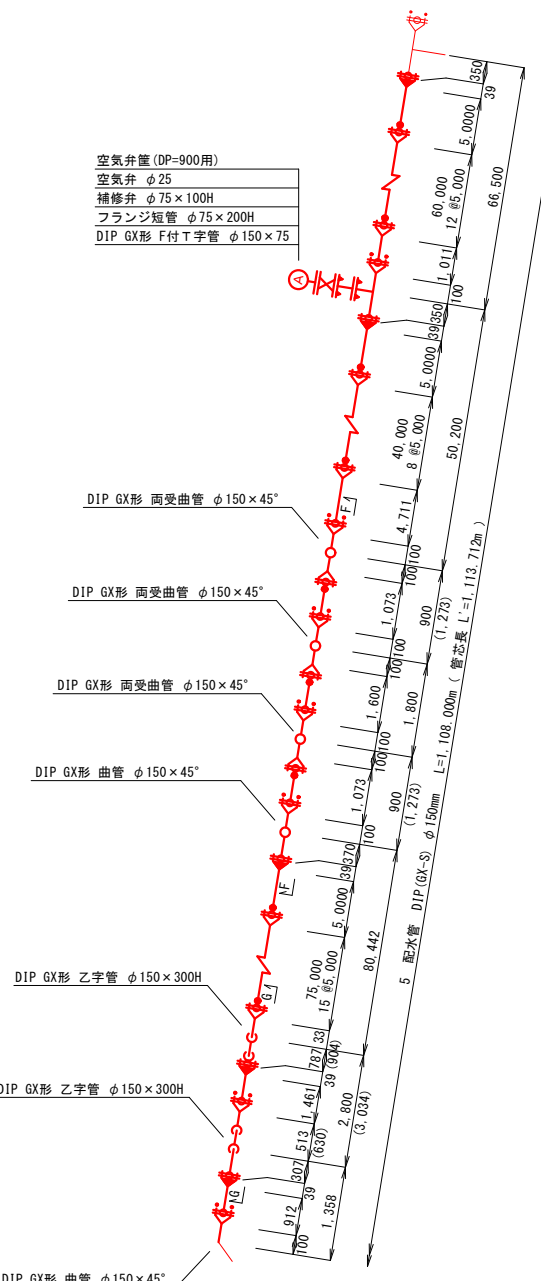 空気弁筐(DP=900用)
空気弁 φ25
補修弁 φ75×100H
フランジ短管 φ75×200H
DIP GX形 F付T字管 φ150×75
A
DIP GX形 両受曲管 φ150×45°
DIP GX形 両受曲管 φ150×45°
DIP GX形 両受曲管 φ150×45°
DIP GX形 曲管 φ150×45°
DIP GX形 乙字管 φ150×300H
DIP GX形 乙字管 φ150×300H
DIP GX形 曲管 φ150×45°
F
F
G
G
350
39
5,0000
60,000
12 @5,000
1,011
100
66,500
350
39
5,0000
40,000
8 @5,000
4,711
100
50,200
100
1,073
100
900
(1,273)
100
1,600
100
1,800
100
1,073
100
900
(1,273)
370
39
5,0000
75,000
15 @5,000
33
80,442
787
(904)
39
1,461
513
(630)
2,800
(3,034)
307
39
912
100
1,358
5 配水管 DIP(GX-S) φ150mm L=1,108.000m ( 管芯長 L'=1,113.712m )